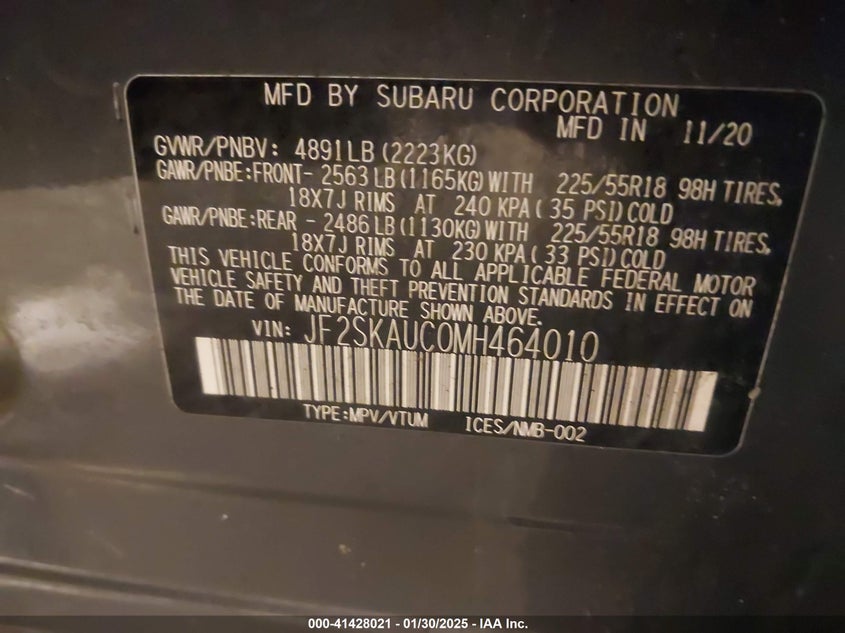 MFD BY SUBARU CORPORATION
MFD IN 11/20
GVWR/PNBV: 4891LB (2223KG)
GAWR/PNBE:FRONT- 2563LB(1165KG)WITH 225/55R18 98H TIRES,
18X7J RIMS AT 240 KPA( 35 PSI)COLD
GAWR/PNBE:REAR - 2486LB(1130KG)WITH 225/55R18 98H TIRES,
18X7J RIMS AT 230 KPA( 33 PSI)COLD
THIS VEHICLE CONFORMS TO ALL APPLICABLE FEDERAL MOTOR
VEHICLE SAFETY AND THEFT PREVENTION STANDARDS IN EFFECT ON
THE DATE OF MANUFACTURE SHOWN ABOVE.
VIN: JF2SKAUC0MH464010
TYPE:MPV/VTUM ICES/NMB-002
000-41428021 - 01/30/2025 - IAA Inc.